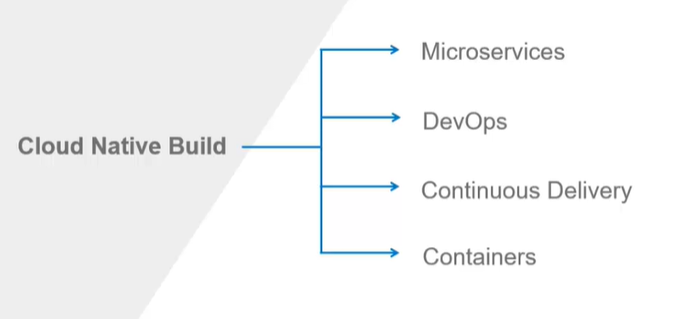 Cloud Native Build
Microservices
DevOps
Continuous Delivery
Containers